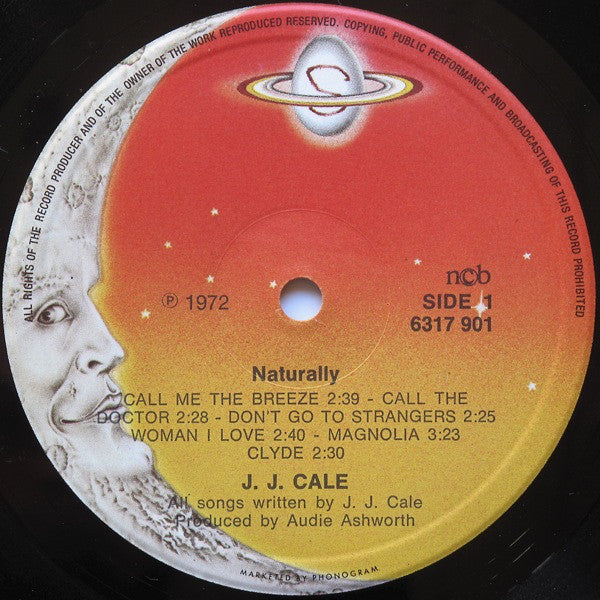 ALL RIGHTS OF THE RECORD PRODUCER AND OF THE OWNER OF THE WORK REPRODUCED RESERVED. COPYING, PUBLIC PERFORMANCE AND BROADCASTING OF THIS RECORD PROHIBITED
S
ncb
℗ 1972
SIDE 1
6317 901
Naturally
CALL ME THE BREEZE 2:39 - CALL THE
DOCTOR 2:28 - DON'T GO TO STRANGERS 2:25
WOMAN I LOVE 2:40 - MAGNOLIA 3:23
CLYDE 2:30
J. J. CALE
All songs written by J. J. Cale
Produced by Audie Ashworth
MARKETED BY PHONOGRAM